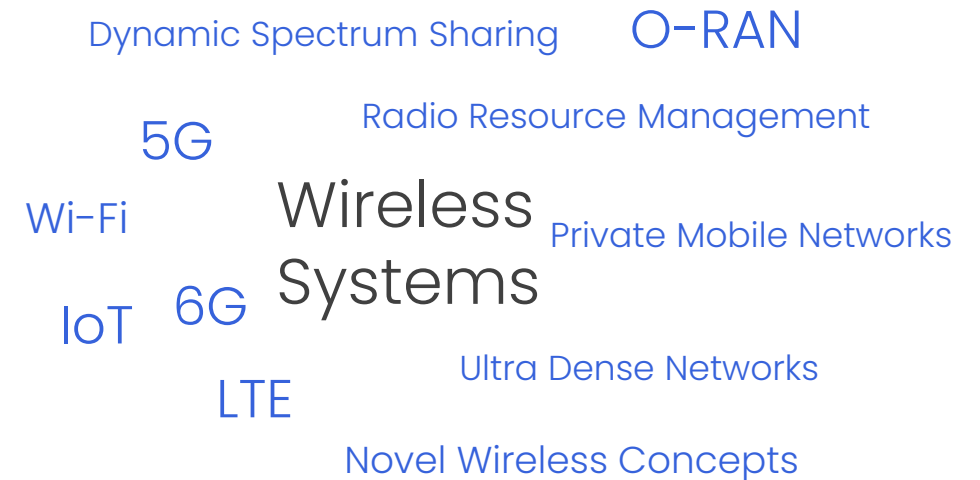 Dynamic Spectrum Sharing
O-RAN
Radio Resource Management
5G
Wireless
Systems
Wi-Fi
Private Mobile Networks
6G
IoT
Ultra Dense Networks
LTE
Novel Wireless Concepts